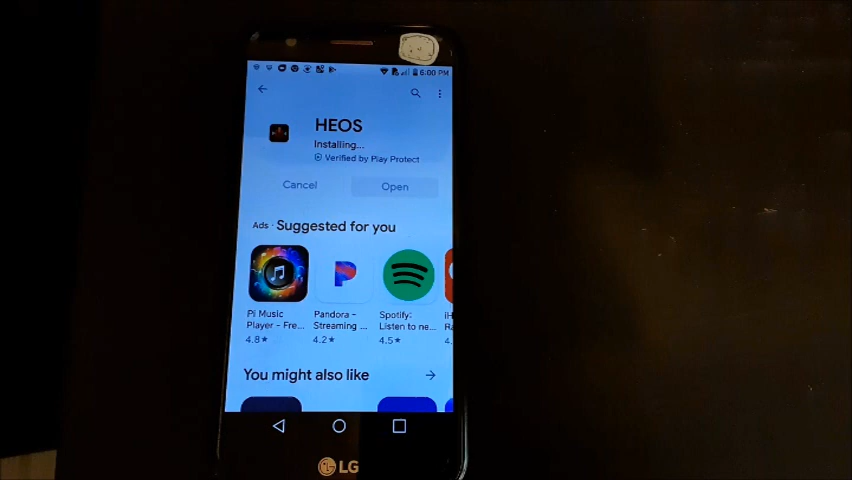 6:00 PM
HEOS
Installing...
Verified by Play Protect
Cancel
Open
Ads · Suggested for you
Pi Music
Player - Fre...
4.8★
Pandora -
Streaming ...
4.2★
Spotify:
Listen to ne...
4.5★
iH
Ra
4.
You might also like
LG